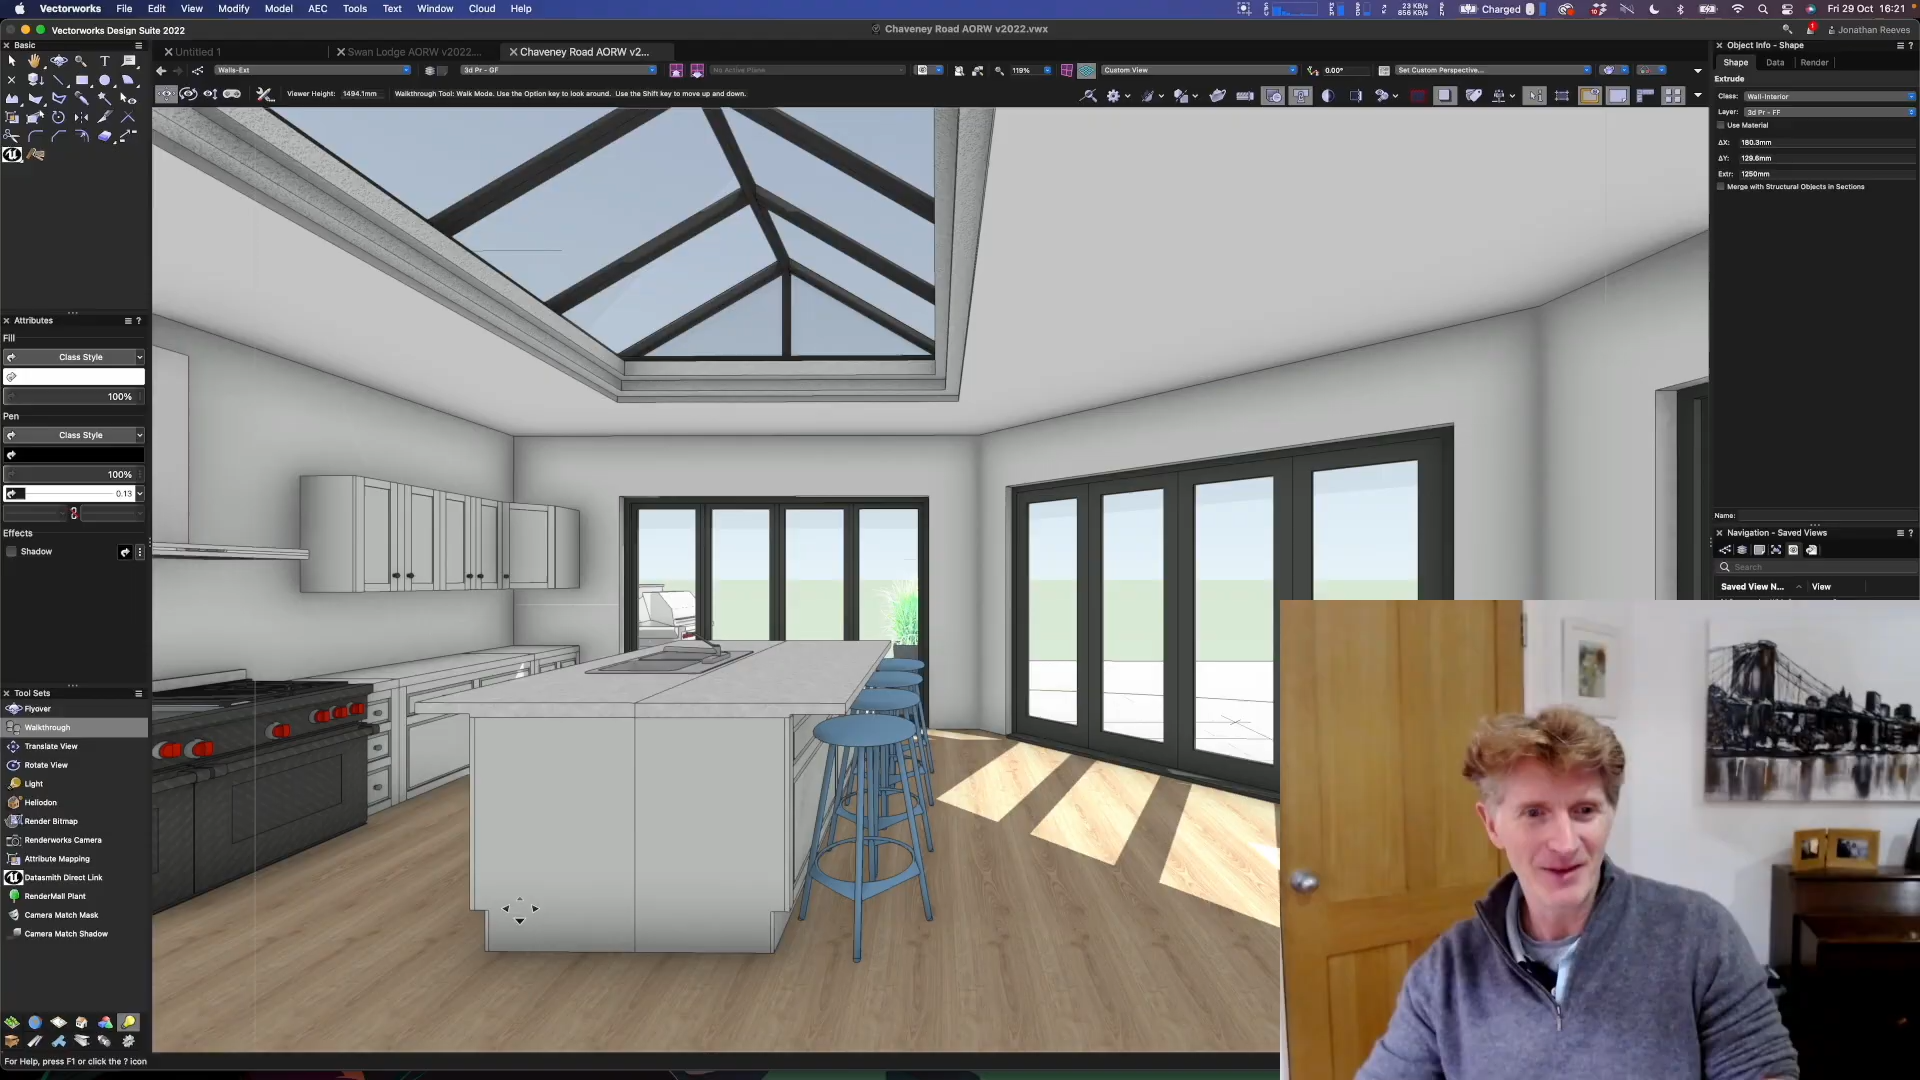 Vectorworks File Edit View Modify Model AEC Tools Text Window Cloud Help
23 KB/s
856 KB/s
Charged
Fri 29 Oct 16:21
Vectorworks Design Suite 2022
Chaveney Road AORW v2022.vwx
Jonathan Reeves
Basic
Untitled 1
Swan Lodge AORW v2022....
Chaveney Road AORW v2...
Walls-Ext
3d Pr - GF
No Active Plane
119%
Custom View
0.00°
Set Custom Perspective...
Viewer Height: 1494.1mm
Walkthrough Tool: Walk Mode. Use the Option key to look around. Use the Shift key to move up and down.
Object Info - Shape
Shape Data Render
Extrude
Class: Wall-Interior
Layer: 3d Pr - FF
Use Material
ΔX: 180.3mm
ΔY: 129.6mm
Extr: 1250mm
Merge with Structural Objects in Sections
Name:
Navigation - Saved Views
Search
Saved View N... View
Attributes
Fill
Class Style
100%
Pen
Class Style
100%
0.13
Effects
Shadow
Tool Sets
Flyover
Walkthrough
Translate View
Rotate View
Light
Heliodon
Render Bitmap
Renderworks Camera
Attribute Mapping
Datasmith Direct Link
RenderMall Plant
Camera Match Mask
Camera Match Shadow
For Help, press F1 or click the ? icon